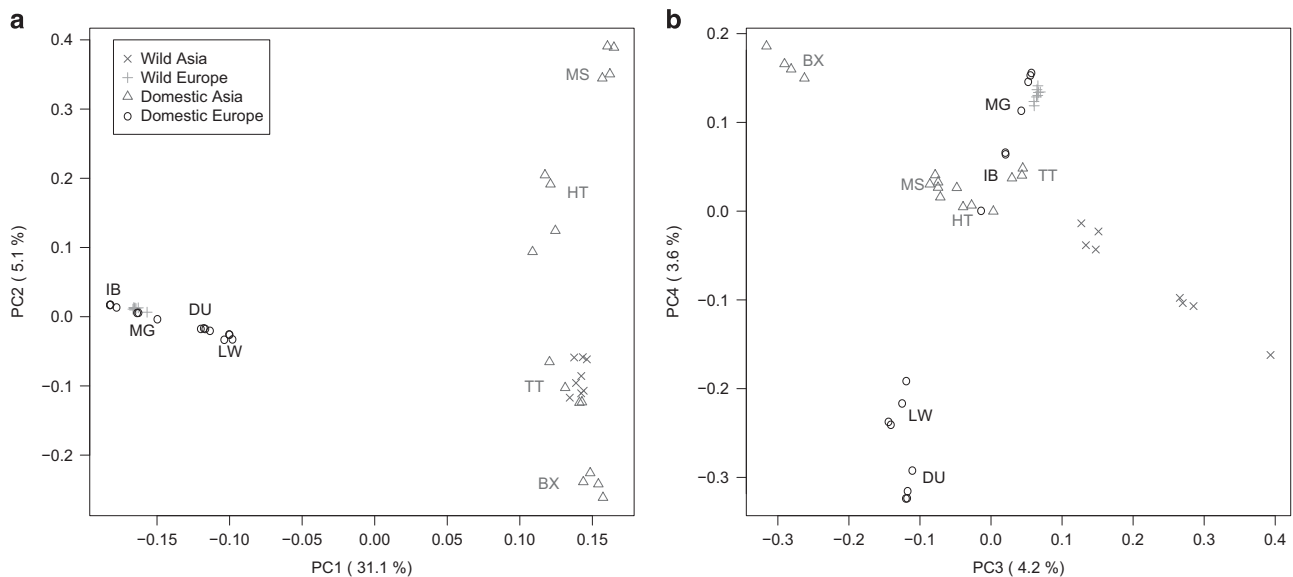 a
0.4
0.3
0.2
0.1
0.0
−0.1
−0.2
PC2 ( 5.1 %)
Wild Asia
Wild Europe
Domestic Asia
Domestic Europe
MS
HT
IB
MG
DU
LW
TT
BX
−0.15
−0.10
−0.05
0.00
0.05
0.10
0.15
PC1 ( 31.1 %)
b
0.2
0.1
0.0
−0.1
−0.2
−0.3
PC4 ( 3.6 %)
BX
MG
IB
TT
MS
HT
LW
DU
−0.3
−0.2
−0.1
0.0
0.1
0.2
0.3
0.4
PC3 ( 4.2 %)